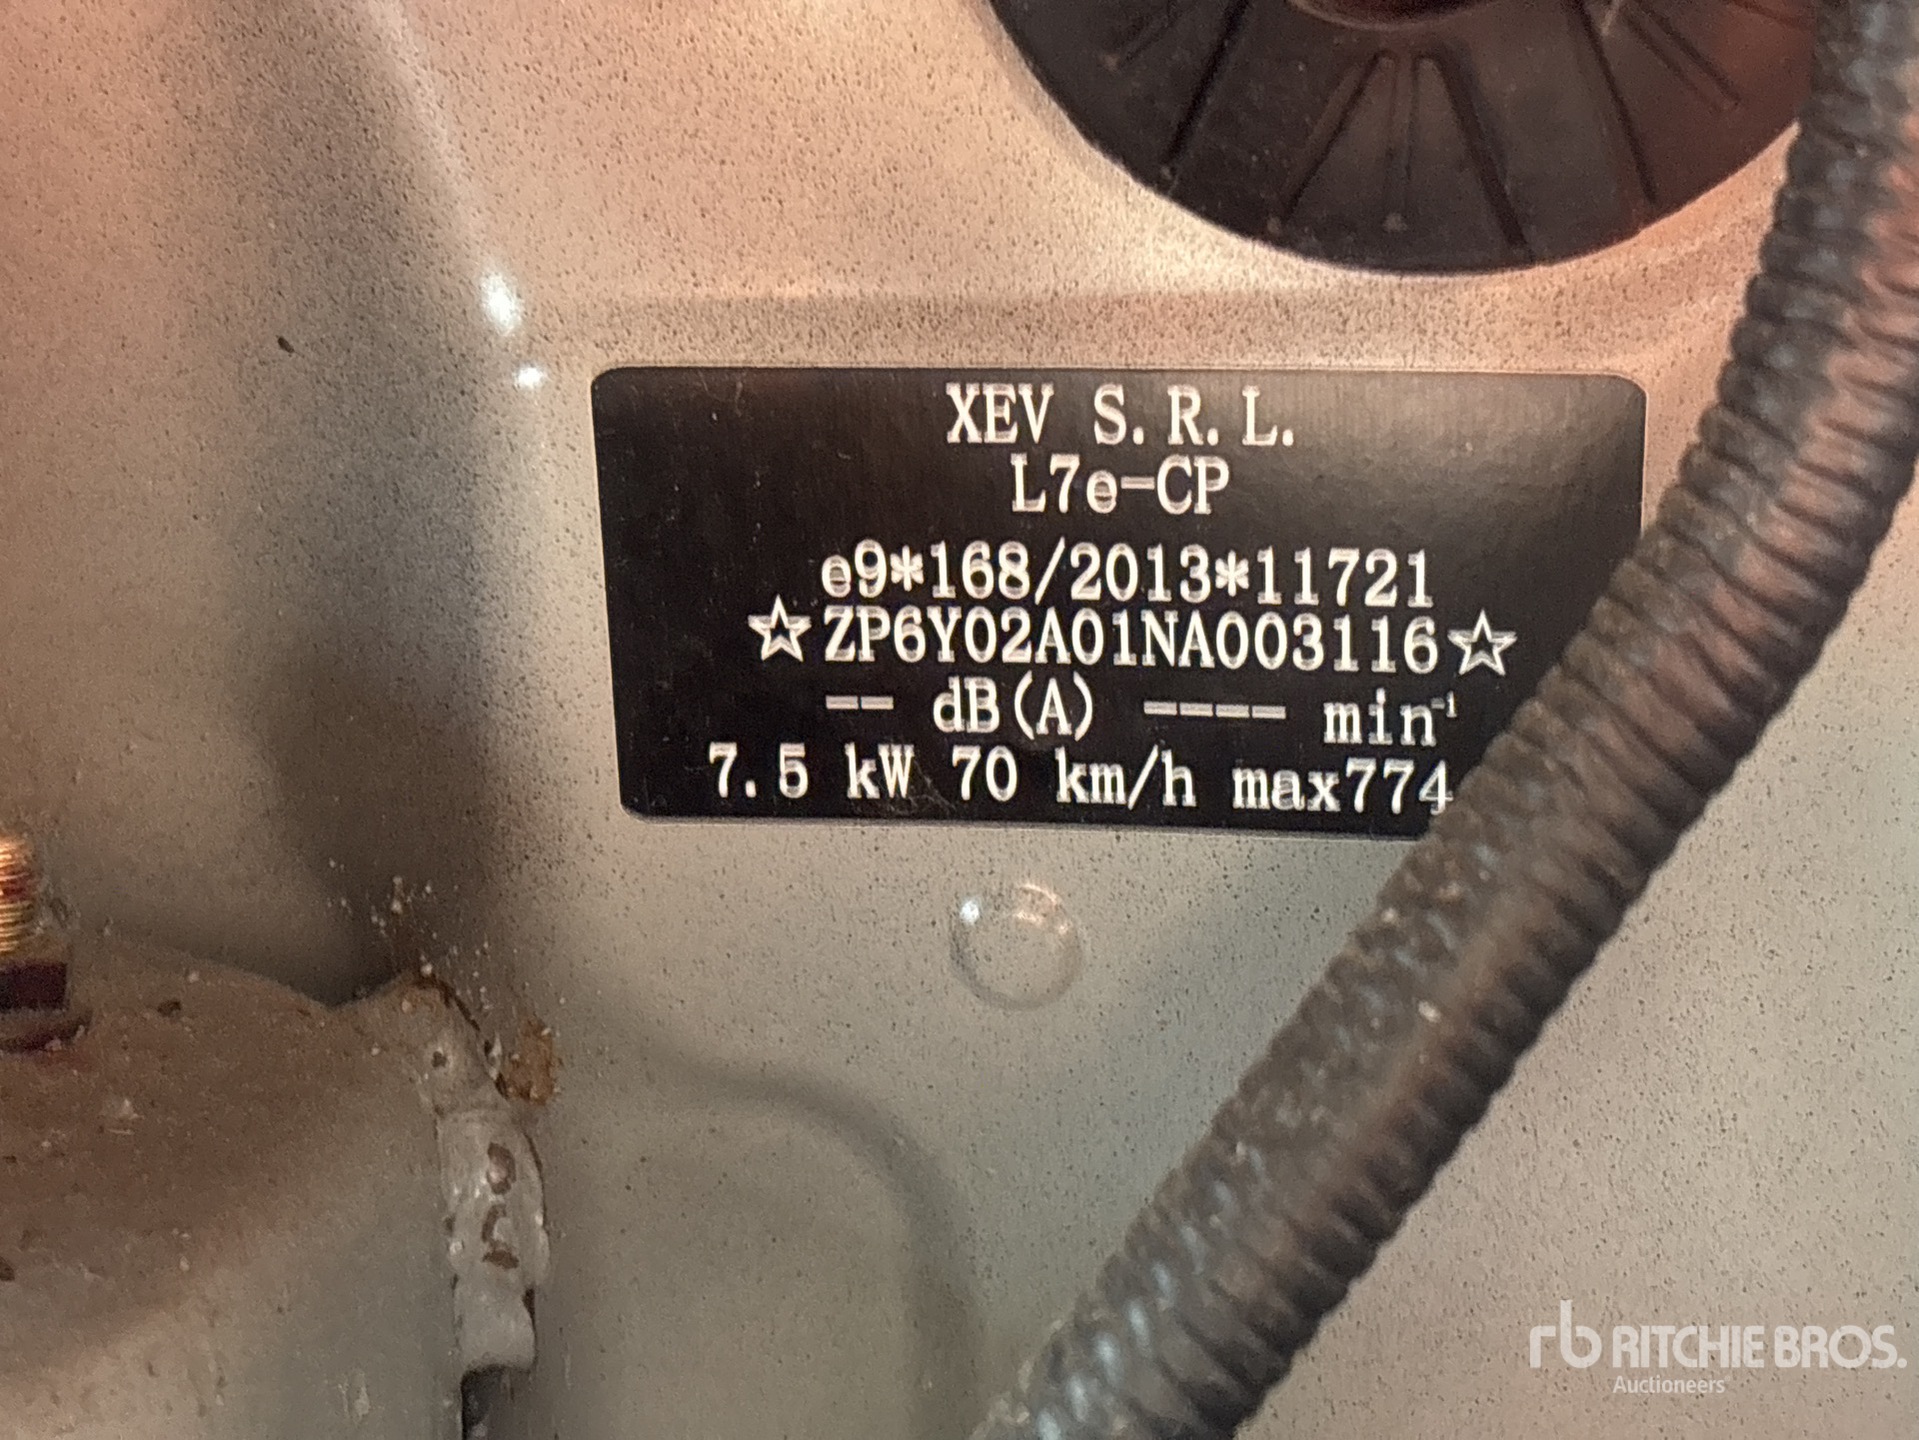 XEV S.R.L.
L7e-CP
e9*168/2013*11721
☆ZP6Y02A01NA003116☆
-- dB(A) ---- min⁻¹
7.5 kW 70 km/h max774
rb RITCHIE BROS.
Auctioneers